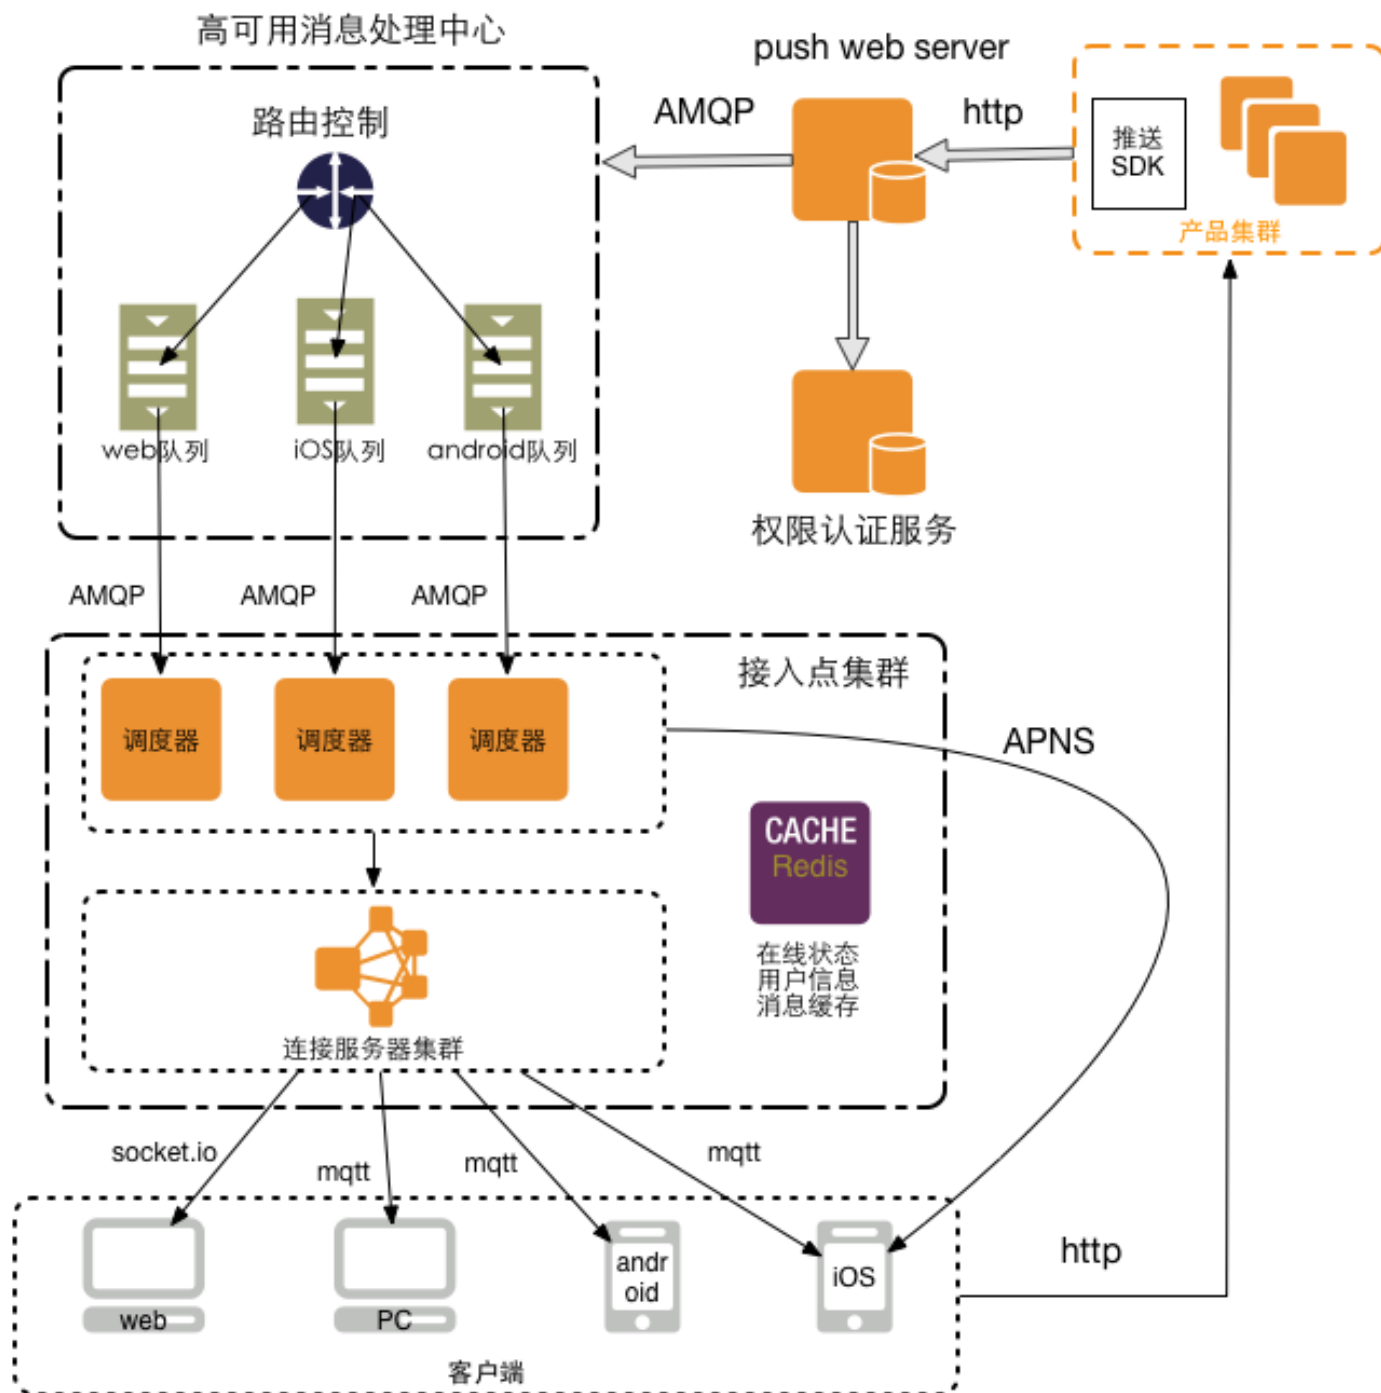 高可用消息处理中心
push web server
AMQP
http
路由控制
推送
SDK
产品集群
web队列
iOS队列
android队列
权限认证服务
AMQP
AMQP
AMQP
接入点集群
调度器
调度器
调度器
APNS
CACHE
Redis
在线状态
用户信息
消息缓存
连接服务器集群
socket.io
mqtt
mqtt
mqtt
http
andr
oid
iOS
web
PC
客户端